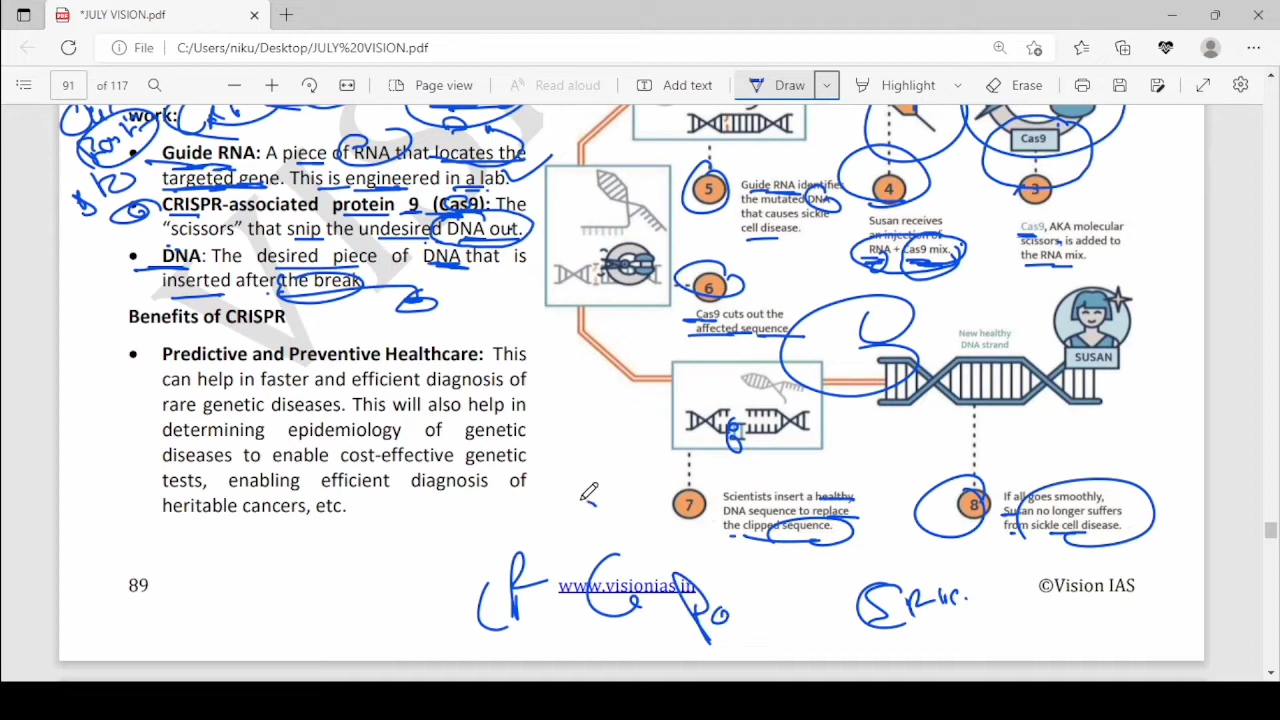 *JULY VISION.pdf
File
C:/Users/niku/Desktop/JULY%20VISION.pdf
91 of 117
Page view
Read aloud
Add text
Draw
Highlight
Erase
work:
• Guide RNA: A piece of RNA that locates the
targeted gene. This is engineered in a lab.
• CRISPR-associated protein 9 (Cas9): The
“scissors” that snip the undesired DNA out.
• DNA: The desired piece of DNA that is
inserted after the break
Benefits of CRISPR
• Predictive and Preventive Healthcare: This
can help in faster and efficient diagnosis of
rare genetic diseases. This will also help in
determining epidemiology of genetic
diseases to enable cost-effective genetic
tests, enabling efficient diagnosis of
heritable cancers, etc.
Cas9
5
Guide RNA identifies
the mutated DNA
that causes sickle
cell disease.
4
Susan receives
an injection of
RNA + Cas9 mix.
3
Cas9, AKA molecular
scissors, is added to
the RNA mix.
6
Cas9 cuts out the
affected sequence
New healthy
DNA strand
SUSAN
7
Scientists insert a healthy
DNA sequence to replace
the clipped sequence.
8
If all goes smoothly,
Susan no longer suffers
from sickle cell disease.
89
www.visionias.in
©Vision IAS